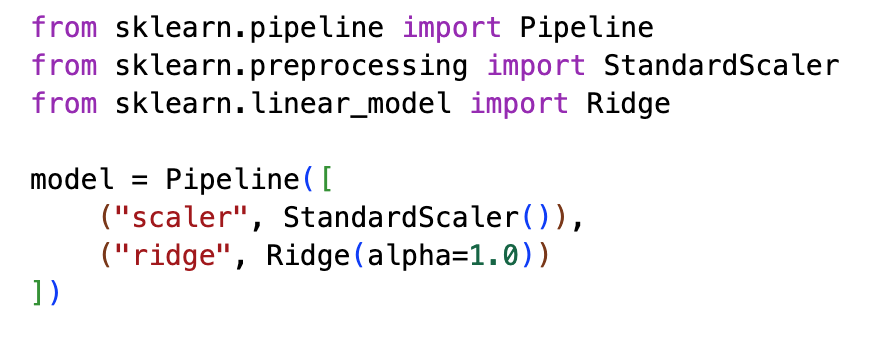 from sklearn.pipeline import Pipeline
from sklearn.preprocessing import StandardScaler
from sklearn.linear_model import Ridge

model = Pipeline([
    ("scaler", StandardScaler()),
    ("ridge", Ridge(alpha=1.0))
])